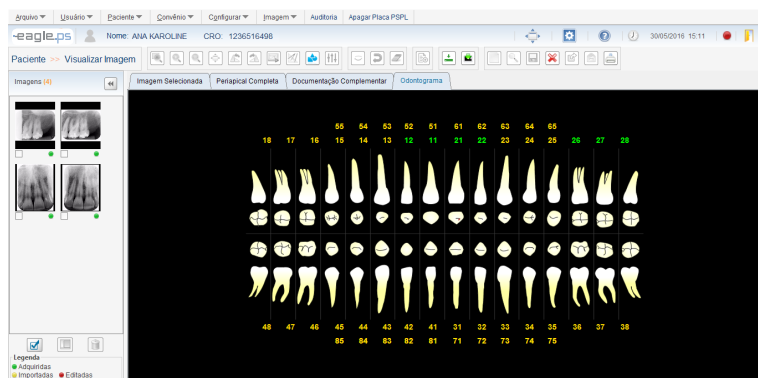 Arquivo Usuário Paciente Convênio Configurar Imagem Auditoria Apagar Placa PSPL
eagle.ps Nome: ANA KAROLINE CRO: 1236516498 30/05/2016 15:11
Paciente >> Visualizar Imagem
Imagens (4)
Imagem Selecionada Periapical Completa Documentação Complementar Odontograma
55 54 53 52 51 61 62 63 64 65
18 17 16 15 14 13 12 11 21 22 23 24 25 26 27 28
48 47 46 45 44 43 42 41 31 32 33 34 35 36 37 38
85 84 83 82 81 71 72 73 74 75
Legenda
Adquiridas
Importadas Editadas